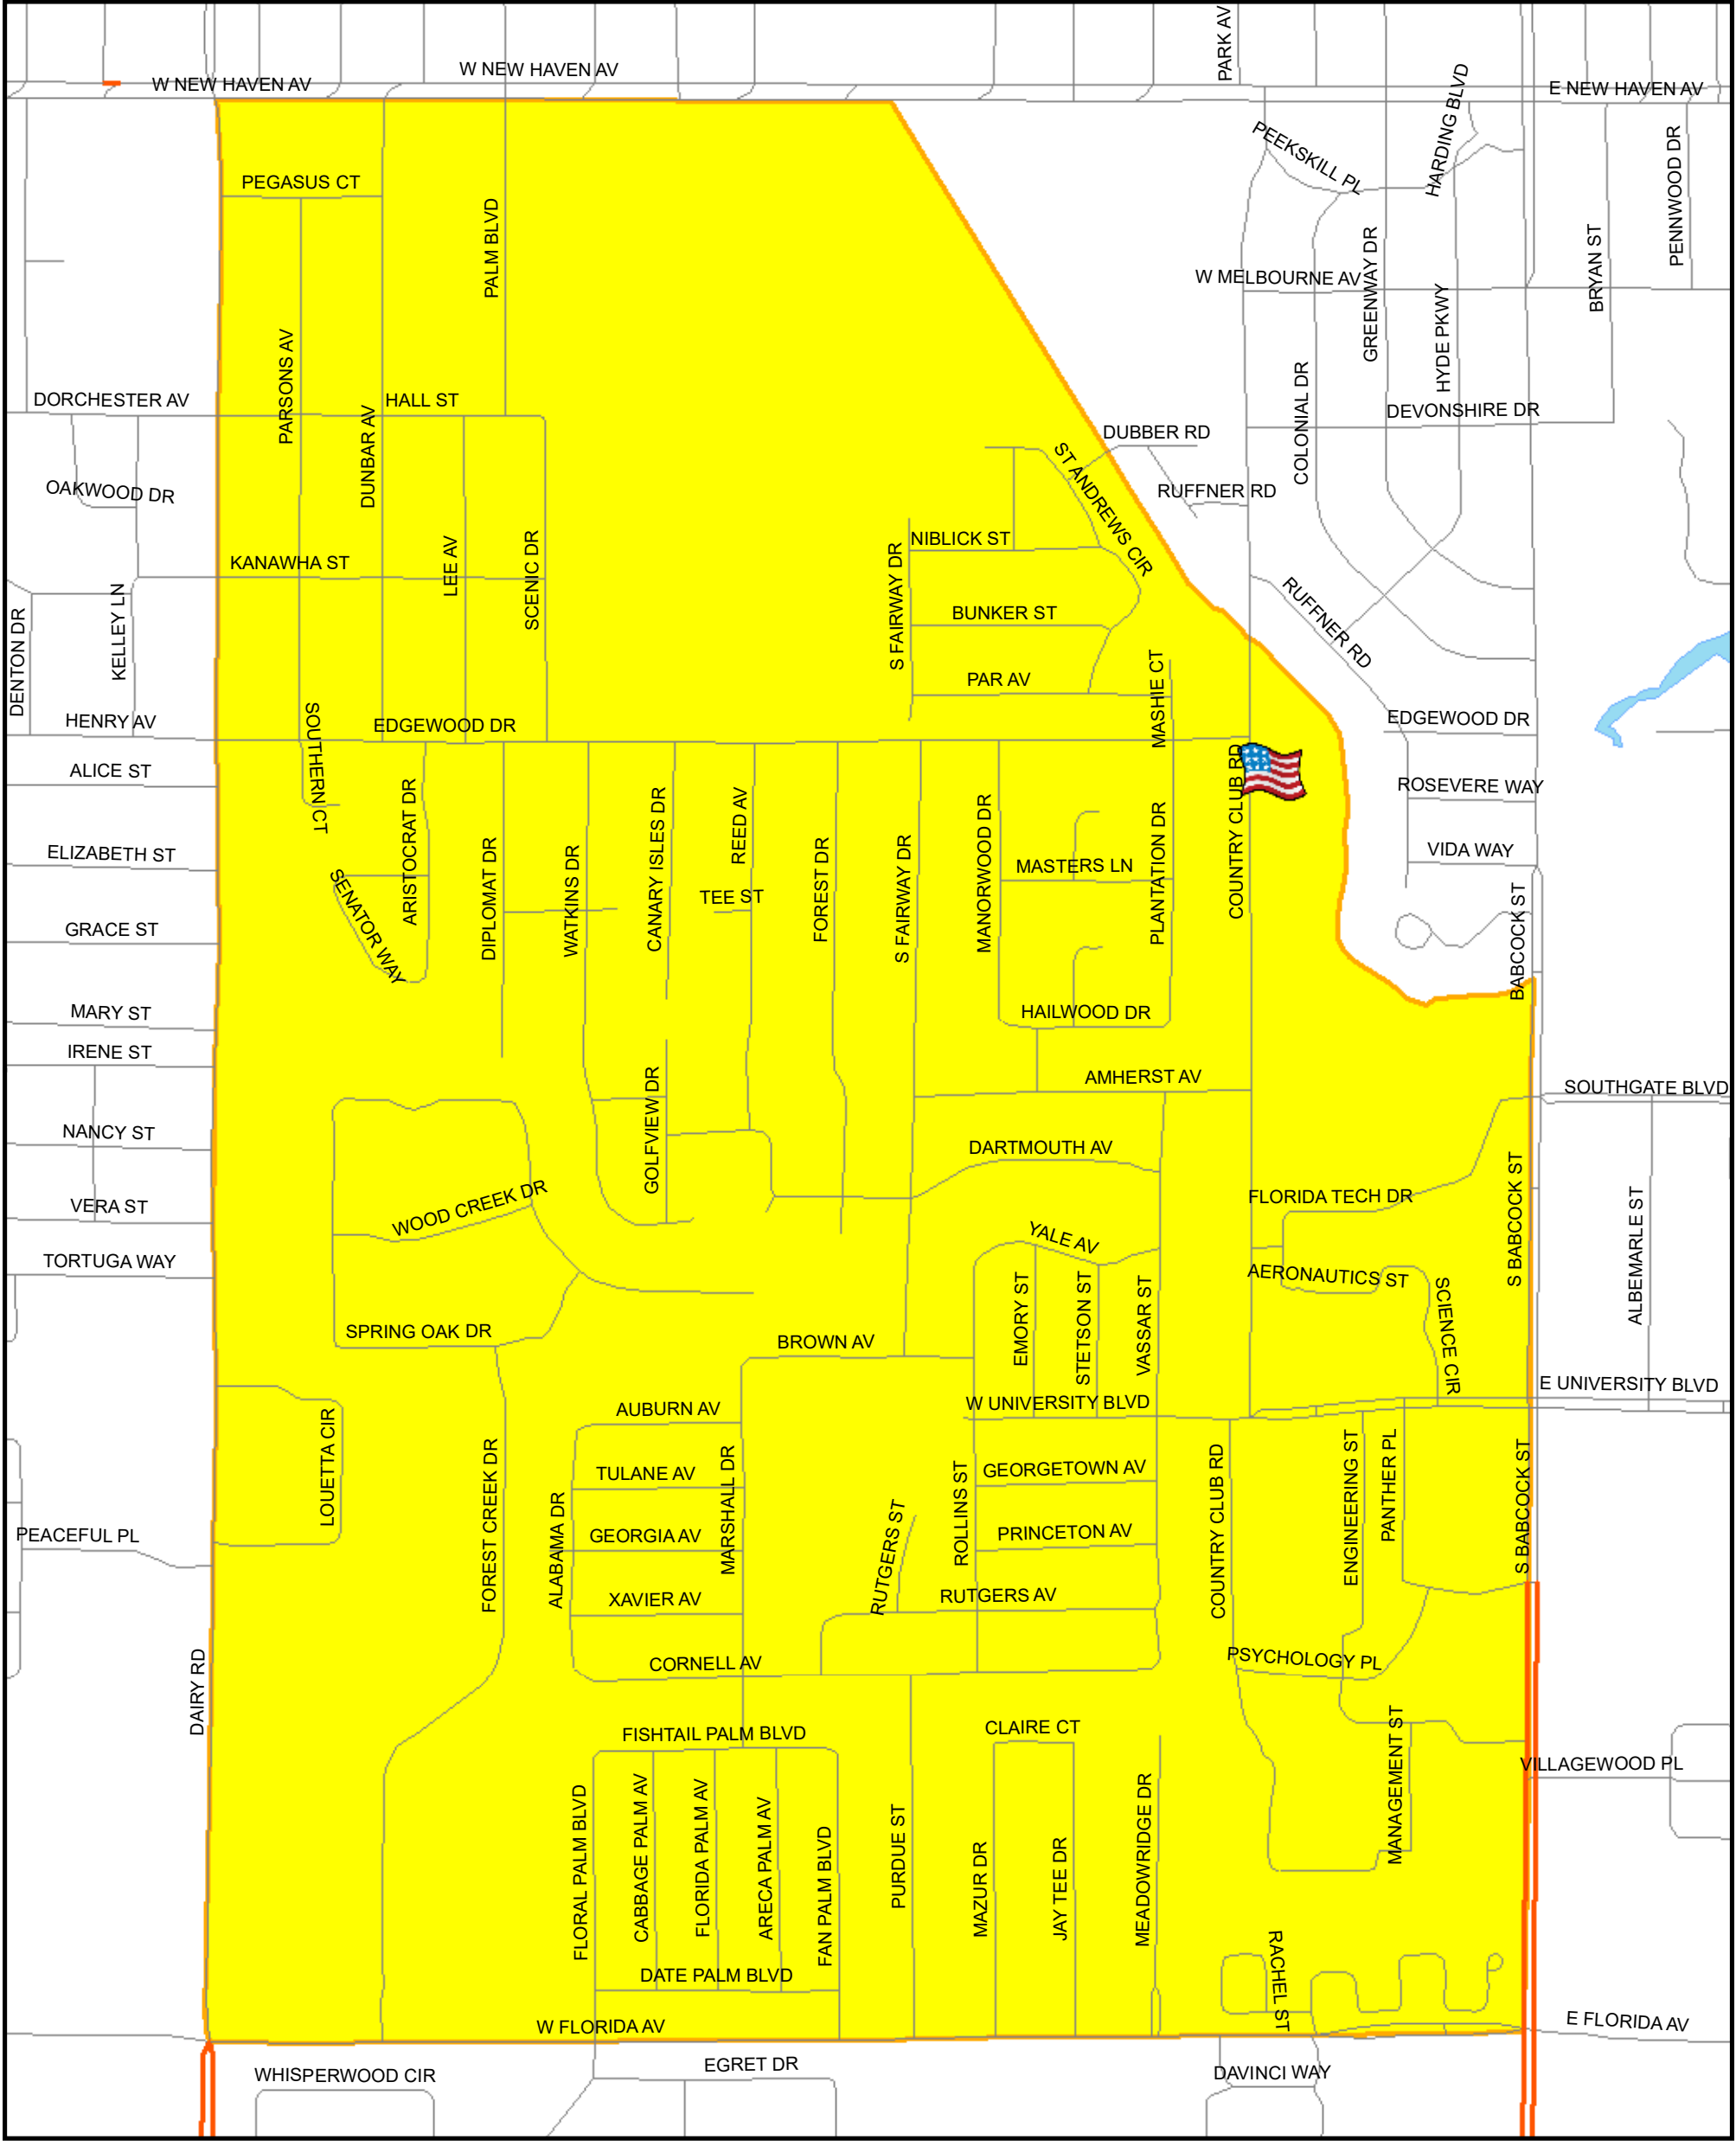 PARK AV
W NEW HAVEN AV
W NEW HAVEN AV
E NEW HAVEN AV
HARDING BLVD
PEEKSKILL PL
PENNWOOD DR
PEGASUS CT
PALM BLVD
GREENWAY DR
BRYAN ST
W MELBOURNE AV
HYDE PKWY
PARSONS AV
COLONIAL DR
DORCHESTER AV
HALL ST
DEVONSHIRE DR
DUNBAR AV
DUBBER RD
ST ANDREWS CIR
OAKWOOD DR
RUFFNER RD
NIBLICK ST
LEE AV
SCENIC DR
S FAIRWAY DR
KANAWHA ST
KELLEY LN
DENTON DR
BUNKER ST
RUFFNER RD
PAR AV
MASHIE CT
HENRY AV
SOUTHERN CT
EDGEWOOD DR
EDGEWOOD DR
ALICE ST
COUNTRY CLUB RD
ROSEVERE WAY
ARISTOCRAT DR
DIPLOMAT DR
WATKINS DR
CANARY ISLES DR
REED AV
FOREST DR
S FAIRWAY DR
MANORWOOD DR
PLANTATION DR
ELIZABETH ST
MASTERS LN
VIDA WAY
SENATOR WAY
TEE ST
BABCOCK ST
GRACE ST
MARY ST
HAILWOOD DR
IRENE ST
GOLFVIEW DR
AMHERST AV
SOUTHGATE BLVD
NANCY ST
DARTMOUTH AV
S BABCOCK ST
VERA ST
WOOD CREEK DR
FLORIDA TECH DR
ALBEMARLE ST
YALE AV
TORTUGA WAY
AERONAUTICS ST
EMORY ST
STETSON ST
VASSAR ST
SCIENCE CIR
SPRING OAK DR
BROWN AV
E UNIVERSITY BLVD
AUBURN AV
W UNIVERSITY BLVD
LOUETTA CIR
FOREST CREEK DR
TULANE AV
MARSHALL DR
ROLLINS ST
GEORGETOWN AV
COUNTRY CLUB RD
ENGINEERING ST
PANTHER PL
S BABCOCK ST
ALABAMA DR
PEACEFUL PL
GEORGIA AV
RUTGERS ST
PRINCETON AV
XAVIER AV
RUTGERS AV
DAIRY RD
CORNELL AV
PSYCHOLOGY PL
FISHTAIL PALM BLVD
CLAIRE CT
MANAGEMENT ST
VILLAGEWOOD PL
FLORAL PALM BLVD
CABBAGE PALM AV
FLORIDA PALM AV
ARECA PALM AV
FAN PALM BLVD
PURDUE ST
MAZUR DR
JAY TEE DR
MEADOWRIDGE DR
RACHEL ST
DATE PALM BLVD
W FLORIDA AV
E FLORIDA AV
WHISPERWOOD CIR
EGRET DR
DAVINCI WAY